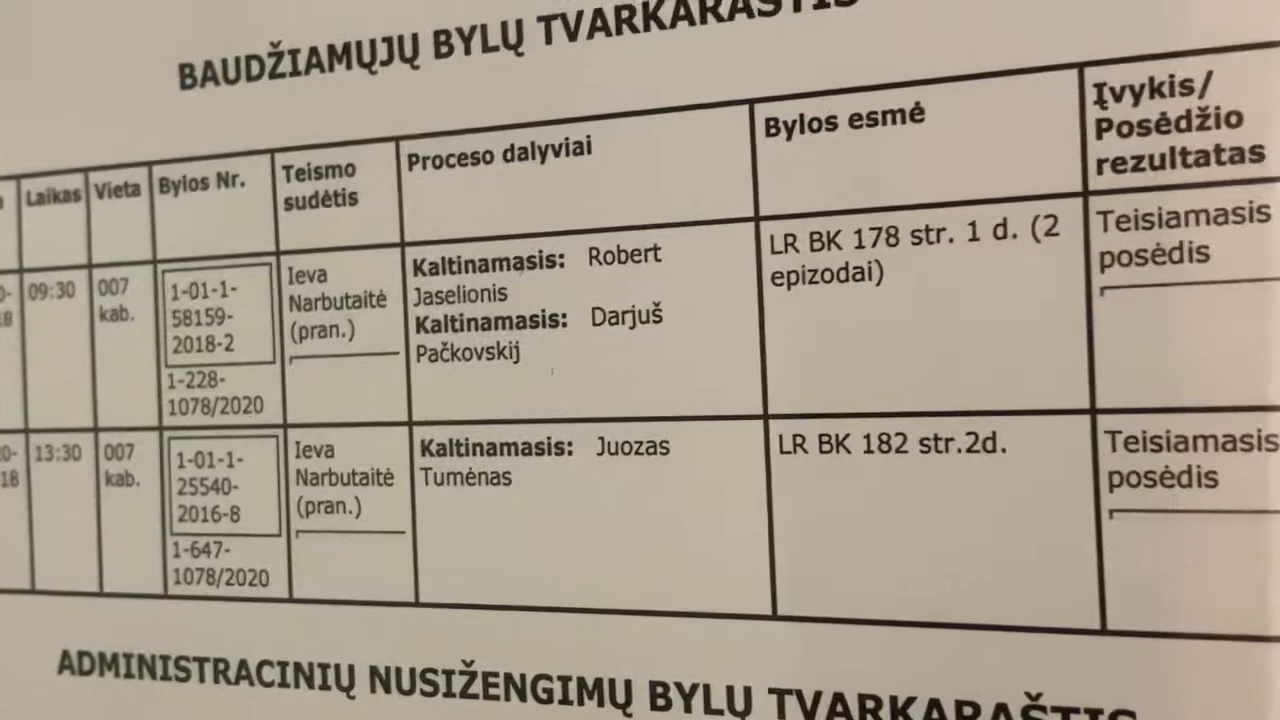 BAUDŽIAMŲJŲ BYLŲ TVARKARAŠTIS
Laikas
Vieta
Bylos Nr.
Teismo
sudėtis
Proceso dalyviai
Bylos esmė
Įvykis/
Posėdžio
rezultatas
09:30
007
kab.
1-01-1-
58159-
2018-2
1-228-
1078/2020
Ieva
Narbutaitė
(pran.)
Kaltinamasis: Robert
Jaselionis
Kaltinamasis: Darjuš
Pačkovskij
LR BK 178 str. 1 d. (2
epizodai)
Teisiamasis
posėdis
13:30
007
kab.
1-01-1-
25540-
2016-8
1-647-
1078/2020
Ieva
Narbutaitė
(pran.)
Kaltinamasis: Juozas
Tumėnas
LR BK 182 str.2d.
Teisiamasis
posėdis
ADMINISTRACINIŲ NUSIŽENGIMŲ BYLŲ TVARKARAŠTIS